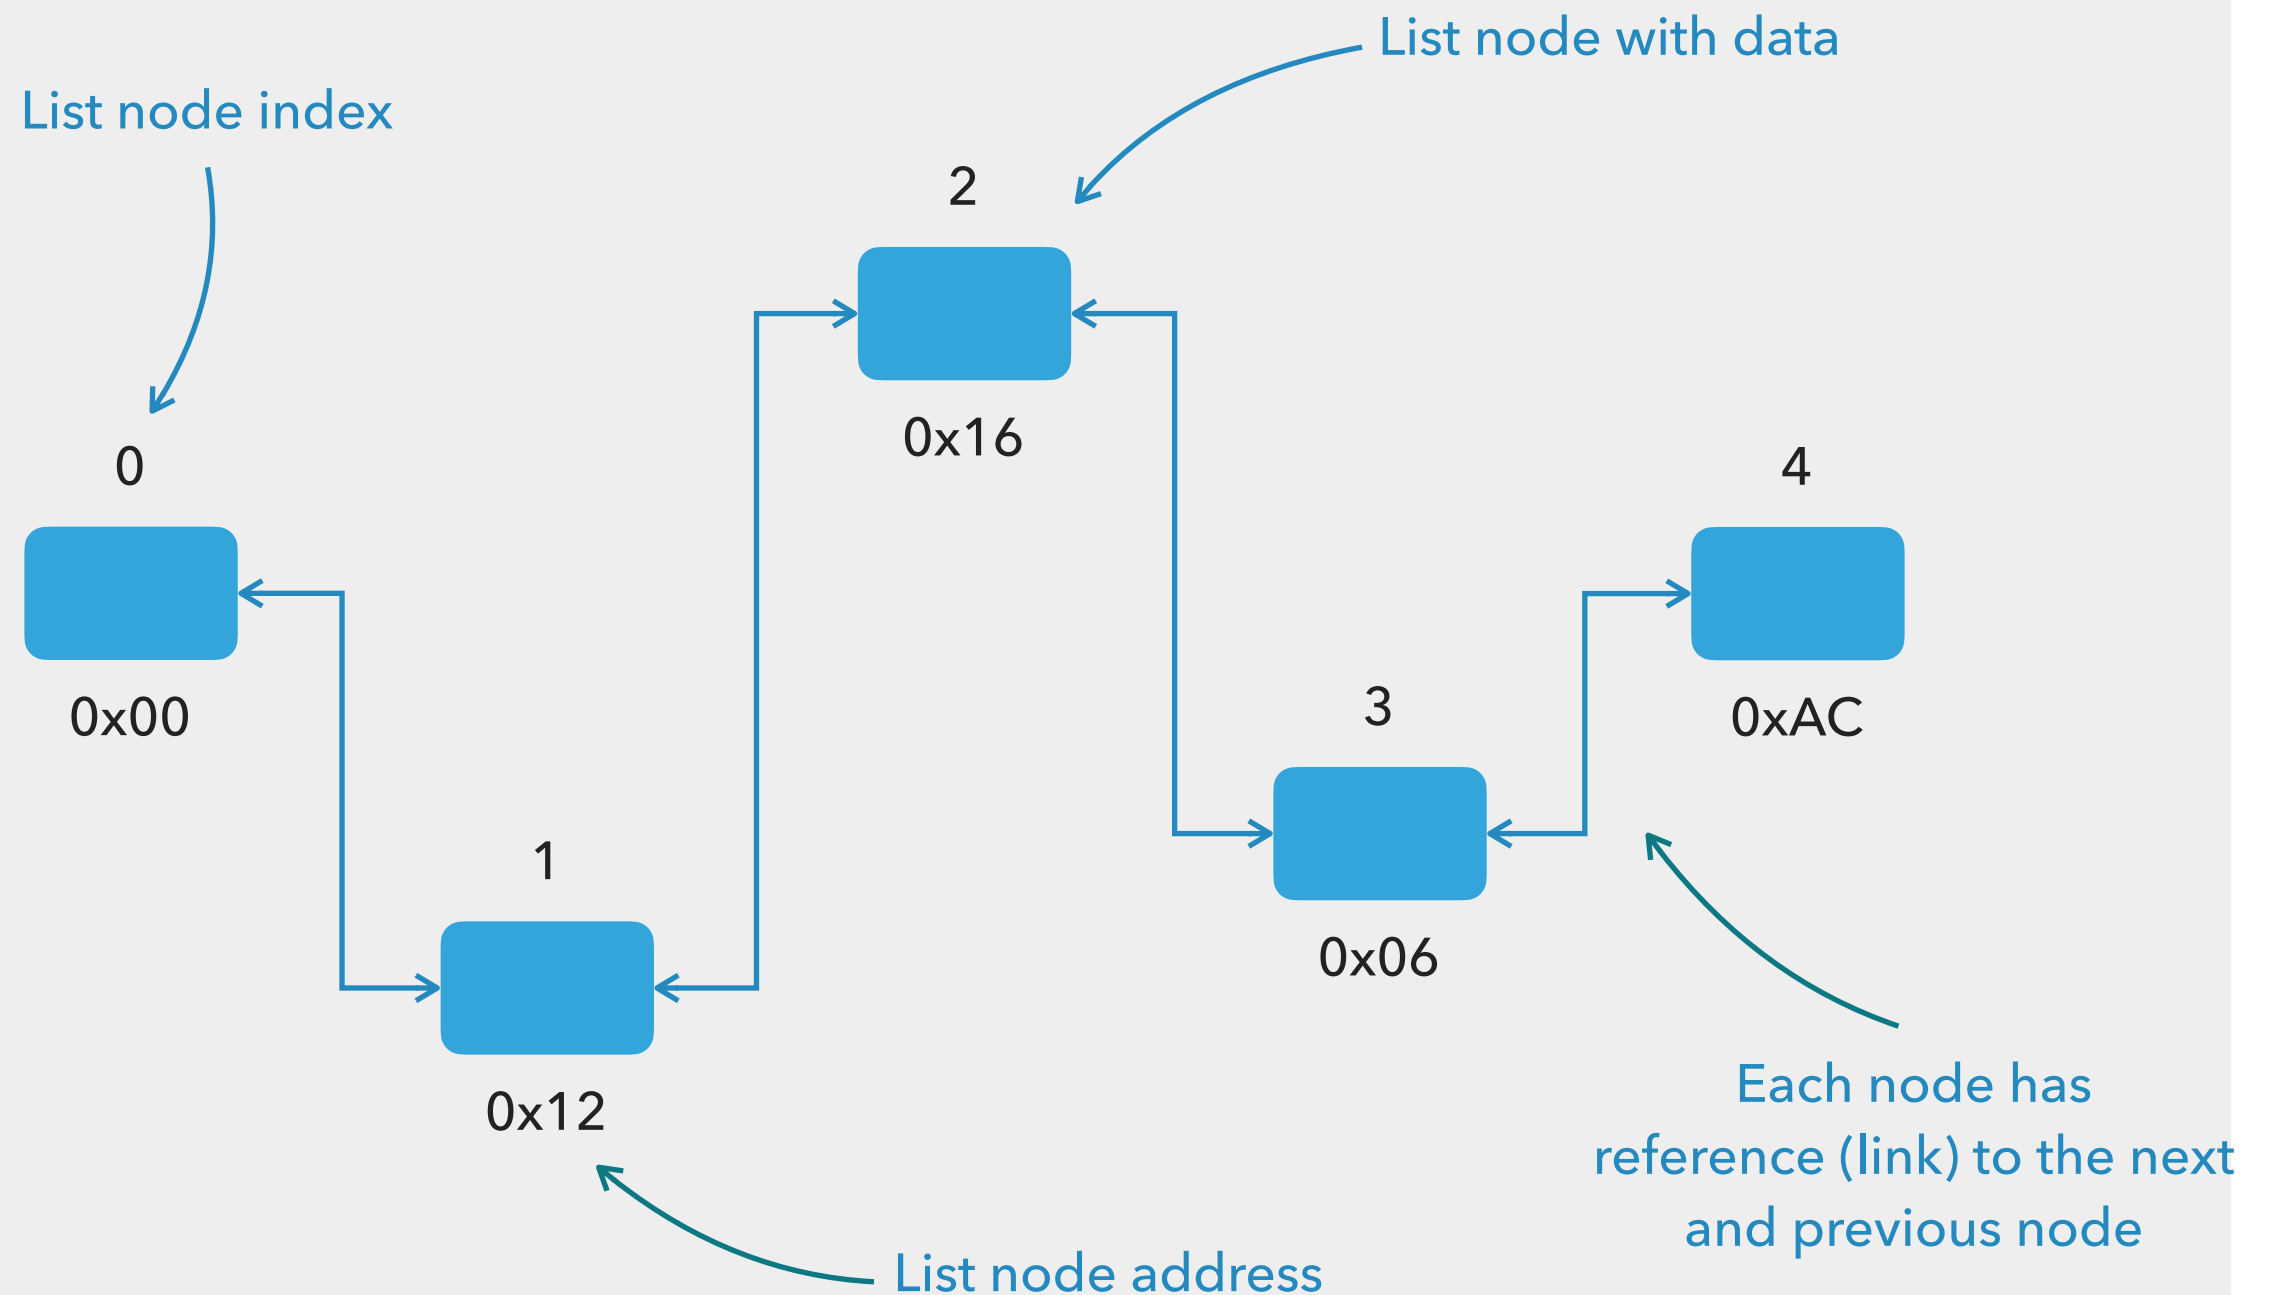 List node with data
List node index
2
0x16
0
4
0x00
3
0xAC
1
0x06
0x12
Each node has
reference (link) to the next
and previous node
List node address